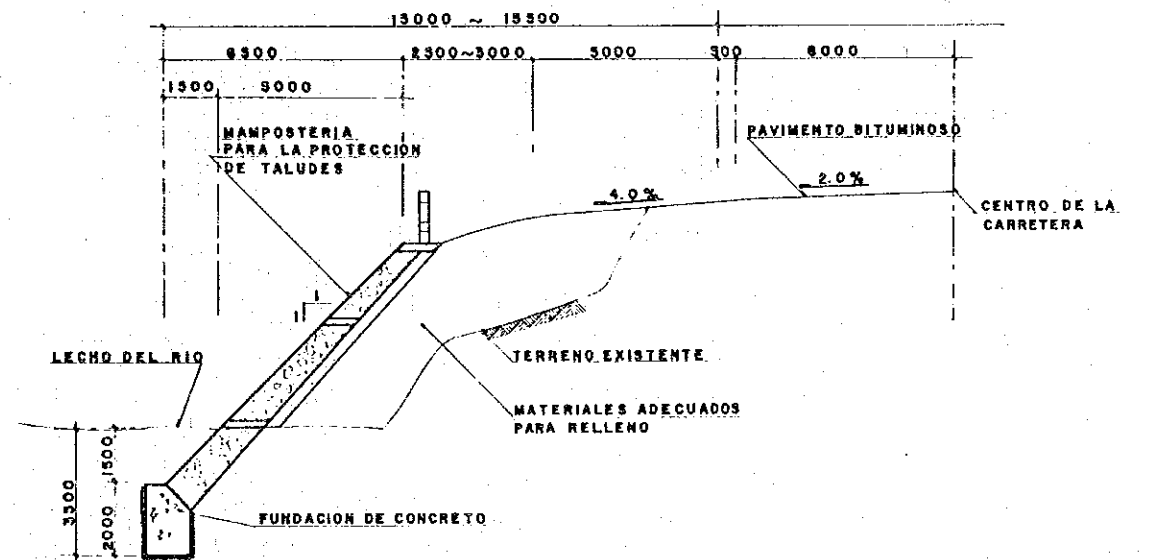 13000 ~ 15500
6500 2500~3000 5000 500 6000
1500 5000
MAMPOSTERIA
PARA LA PROTECCION
DE TALUDES
PAVIMENTO BITUMINOSO
4.0%
2.0%
CENTRO DE LA
CARRETERA
1
1
LECHO DEL RIO
TERRENO EXISTENTE
MATERIALES ADECUADOS
PARA RELLENO
3500
1500
2000
FUNDACION DE CONCRETO